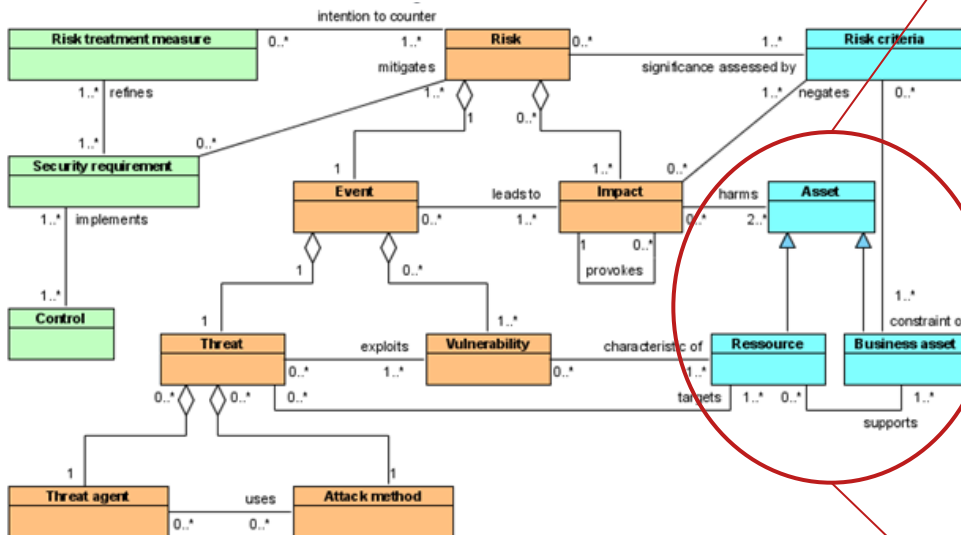 intention to counter
Risk treatment measure
0..*
1..*
Risk
0..*
1..*
Risk criteria
mitigates
significance assessed by
1..*
refines
1..*
1
0..*
1..*
negates
0..*
1..*
0..*
Security requirement
1
1..*
0..*
Event
leads to
Impact
harms
Asset
1..*
implements
0..*
1..*
0..*
2..*
1
0..*
provokes
1
0..*
1..*
Control
1
1..*
1..*
constraint o
Threat
exploits
Vulnerability
characteristic of
Ressource
Business asset
0..*
1..*
0..*
1..*
0..*
0..*
0..*
targets
1..*
0..*
1..*
supports
1
1
Threat agent
uses
Attack method
0..*
0..*